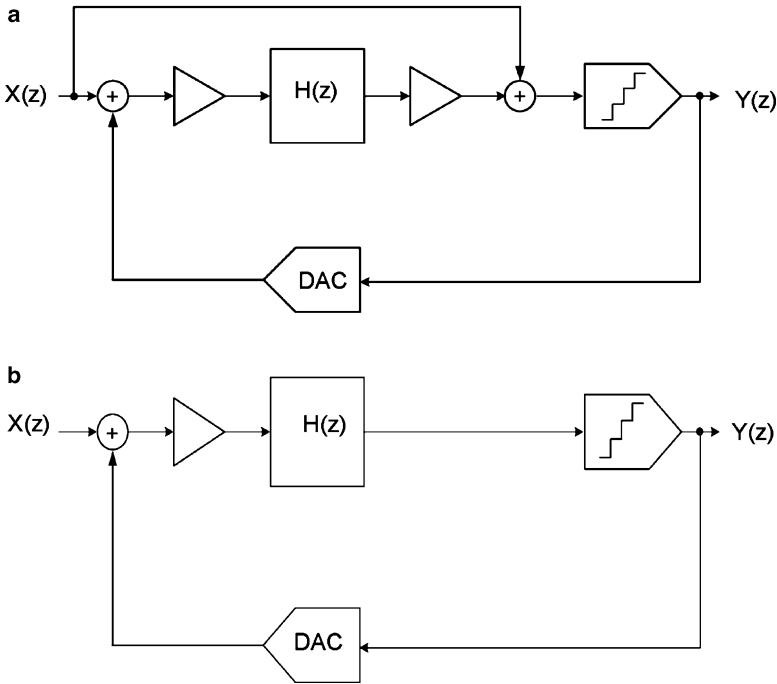 a
X(z)
+
H(z)
+
Y(z)
DAC
b
X(z)
+
H(z)
Y(z)
DAC